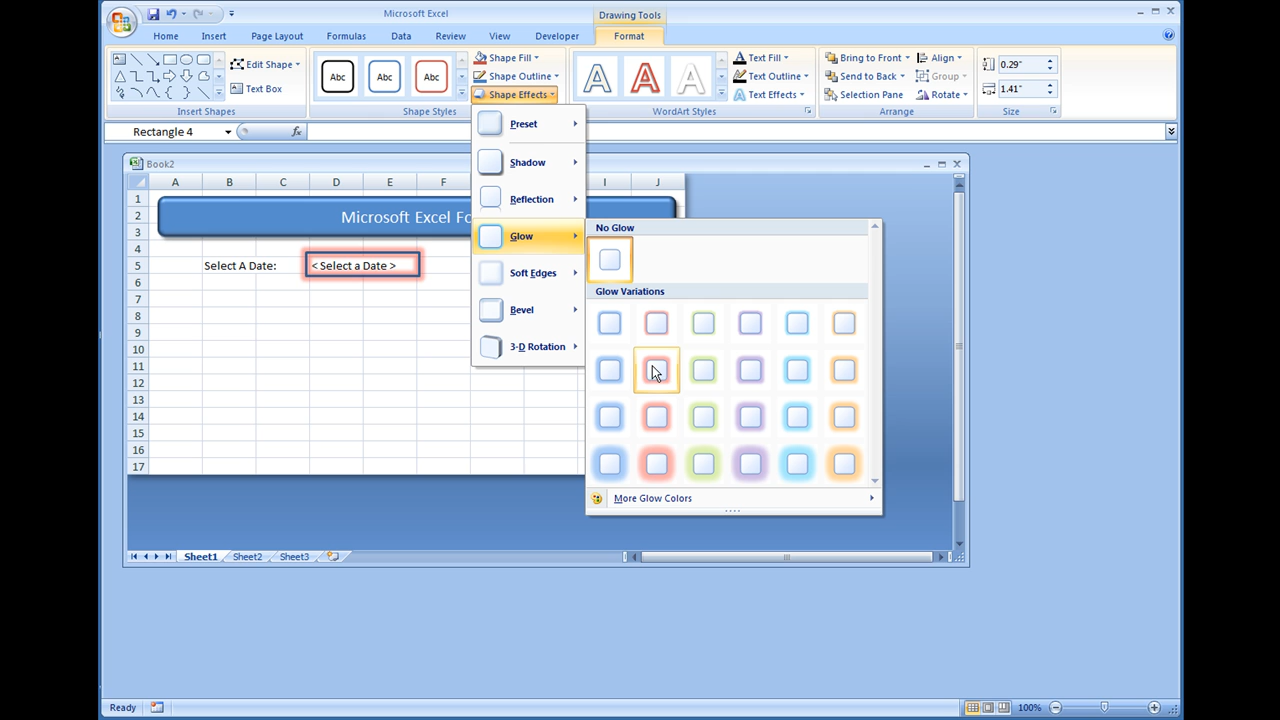 Microsoft Excel
Drawing Tools
Home Insert Page Layout Formulas Data Review View Developer Format
Edit Shape
Text Box
Insert Shapes
Abc Abc Abc
Shape Styles
Shape Fill
Shape Outline
Shape Effects
WordArt Styles
Text Fill
Text Outline
Text Effects
Bring to Front
Send to Back
Selection Pane
Align
Group
Rotate
Arrange
0.29"
1.41"
Size
Rectangle 4
fx
Preset
Shadow
Reflection
Glow
Soft Edges
Bevel
3-D Rotation
No Glow
Glow Variations
More Glow Colors
Book2
A B C D E F I J
1
2
3
4
5
6
7
8
9
10
11
12
13
14
15
16
17
Microsoft Excel Fo
Select A Date: < Select a Date >
Sheet1 Sheet2 Sheet3
Ready
100%